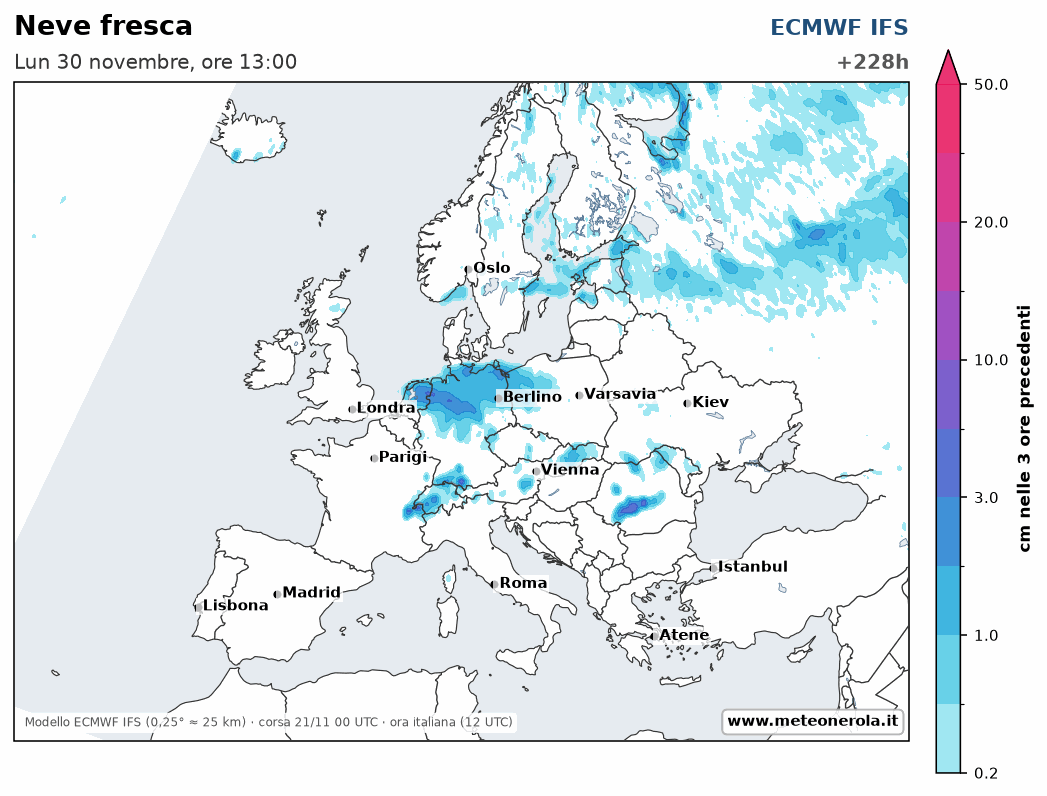 Neve fresca
ECMWF IFS
Lun 30 novembre, ore 13:00
+228h
50.0
20.0
10.0
3.0
1.0
0.2
cm nelle 3 ore precedenti
Oslo
Berlino
Varsavia
Kiev
Londra
Parigi
Vienna
Istanbul
Roma
Madrid
Lisbona
Atene
Modello ECMWF IFS (0,25° ≈ 25 km) · corsa 21/11 00 UTC · ora italiana (12 UTC)
www.meteonerola.it